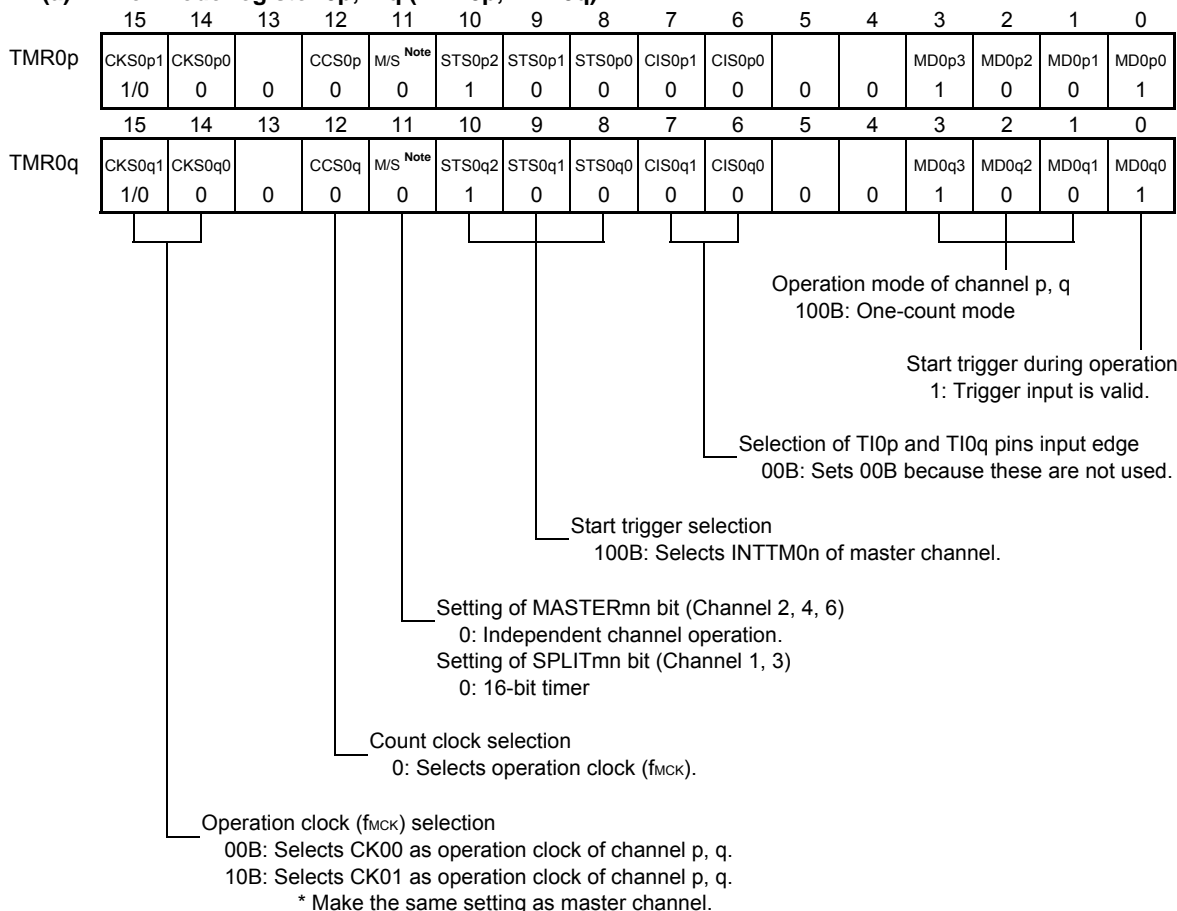 15 14 13 12 11 10 9 8 7 6 5 4 3 2 1 0
TMR0p CKS0p1 CKS0p0 CCS0p M/S Note STS0p2 STS0p1 STS0p0 CIS0p1 CIS0p0 MD0p3 MD0p2 MD0p1 MD0p0
1/0 0 0 0 0 1 0 0 0 0 0 0 1 0 0 1
15 14 13 12 11 10 9 8 7 6 5 4 3 2 1 0
TMR0q CKS0q1 CKS0q0 CCS0q M/S Note STS0q2 STS0q1 STS0q0 CIS0q1 CIS0q0 MD0q3 MD0q2 MD0q1 MD0q0
1/0 0 0 0 0 1 0 0 0 0 0 0 1 0 0 1
Operation mode of channel p, q
100B: One-count mode
Start trigger during operation
1: Trigger input is valid.
Selection of TI0p and TI0q pins input edge
00B: Sets 00B because these are not used.
Start trigger selection
100B: Selects INTTM0n of master channel.
Setting of MASTERmn bit (Channel 2, 4, 6)
0: Independent channel operation.
Setting of SPLITmn bit (Channel 1, 3)
0: 16-bit timer
Count clock selection
0: Selects operation clock (fMCK).
Operation clock (fMCK) selection
00B: Selects CK00 as operation clock of channel p, q.
10B: Selects CK01 as operation clock of channel p, q.
* Make the same setting as master channel.